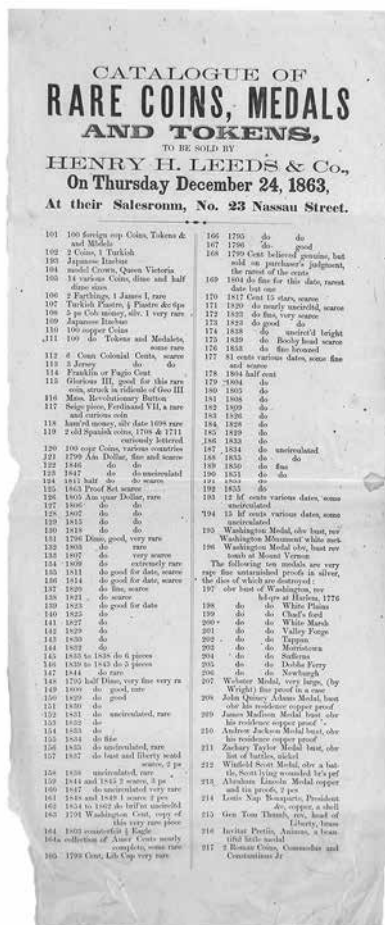 CATALOGUE OF
RARE COINS, MEDALS
AND TOKENS,
TO BE SOLD BY
HENRY H. LEEDS & Co.,
On Thursday December 24, 1863,
At their Salesroom, No. 23 Nassau Street.
101 100 foreign cop Coins, Tokens &
and Medels
102 2 Coins, 1 Turkish
103 Japanese Itzebue
104 model Crown, Queen Victoria
105 14 various Coins, dime and half
dime sizes
106 2 Farthings, 1 James I, rare
107 Turkish Piastre, ½ Piastre &c 6ps
108 5 ps Cob money, silv. 1 very rare
109 Japanese Itzebue
110 100 copper Coins
111 100 do Tokens and Medalets,
some rare
112 6 Conn Colonial Cents, scarce
113 3 Jersey do do
114 Franklin or Fugio Cent
115 Glorious III, good for this rare
coin, struck in ridicule of Geo III
116 Mass. Revolutionary Button
117 Seige piece, Ferdinand VII, a rare
and curious coin
118 ham'rd money, silv date 1698 rare
119 2 old Spanish coins, 1708 & 1711
curiously lettered
120 100 copr Coins, various countries
121 1799 Am Dollar, fine and scarce
122 1846 do do
123 1847 do do uncirculated
124 1815 half do do scarce
125 1863 Proof Set scarce
126 1805 Am quar Dollar, rare
127 1806 do do
128 1807 do do
129 1815 do do
130 1818 do do
131 1796 Dime, good, very rare
132 1803 do rare
133 1807 do very scarce
134 1809 do extremely rare
135 1811 do good for date, scarce
136 1814 do good for date, scarce
137 1820 do fine, scarce
138 1821 do scarce
139 1823 do good for date
140 1825 do
141 1827 do
142 1829 do
143 1830 do
144 1832 do
145 1833 to 1838 do 6 pieces
146 1839 to 1843 do 5 pieces
147 1844 do rare
148 1795 half Dime, very fine very ra
149 1800 do good, rare
150 1829 do good
151 1830 do
152 1831 do uncirculated, rare
153 1832 do
154 1833 do
155 1834 do fine
156 1835 do uncirculated, rare
157 1837 do bust and liberty seatd
scarce, 2 ps
158 1838 uncirculated, rare
159 1844 and 1845 2 scarce, 3 ps
160 1847 do uncirculated very rare
161 1848 and 1849 1 scarce 2 pcs
162 1854 to 1862 do bril'nt uncircltd
163 1791 Washington Cent, copy of
this very rare piece
164 1803 counterfeit ½ Eagle
164a collection of Amer Cents nearly
complete, some rare
165 1793 Cent, Lib Cap very rare
166 1795 do do
167 1796 do good
168 1799 Cent believed genuine, but
sold on purchaser's judgment,
the rarest of the cents
169 1804 do fine for this date, rarest
date but one
170 1817 Cent 15 stars, scarce
171 1820 do nearly uncirculted, scarce
172 1822 do fine, very scarce
173 1823 do good do
174 1838 do uncirct'd bright
175 1839 do Booby head scarce
176 1858 do fine bronzed
177 81 cents various dates, some fine
and scarce
178 1804 half cent
179 1804 do
180 1805 do
181 1808 do
182 1809 do
183 1826 do
184 1828 do
185 1829 do
186 1833 do
187 1834 do uncirculated
188 1835 do
189 1850 do fine
190 1851 do do
191 1853 do
192 1855 do
193 12 hf cents various dates, some
uncirculated
194 15 hf cents various dates, some
uncirculated
195 Washington Medal, obv bust, rev
Washington Monument white met
196 Washington Medal, obv bust rev
tomb at Mount Vernon
The following ten medals are very
rare fine untarnished proofs in silver,
the dies of which are destroyed:
197 obv bust of Washington, rev
hdqrs at Harlem, 1776
198 do do White Plains
199 do do Chad's ford
200 do do White Marsh
201 do do Valley Forge
202 do do Tappan
203 do do Morristown
204 do do Sufferns
205 do do Dobbs Ferry
206 do do Newburgh
207 Webster Medal, very large, (by
Wright) fine proof in a case
208 John Quincy Adams Medal, bust
obv his residence copper proof
209 James Madison Medal bust obv
his residence copper proof
210 Andrew Jackson Medal bust obv
his residence copper proof
211 Zachary Taylor Medal bust, obv
list of battles, nickel
212 Winfield Scott Medal, obv a bat-
tle, Scott lying wounded br's prf
213 Abraham Lincoln Medal copper
and tin proofs, 2 pcs
214 Louis Nap Bonaparte, President
&c, copper, a shell
215 Gen Tom Thumb, rev, head of
Liberty, brass
216 Invitat Pretiis, Animos, a beau
tiful little medal
217 2 Roman Coins, Commodus and
Constantinus Jr